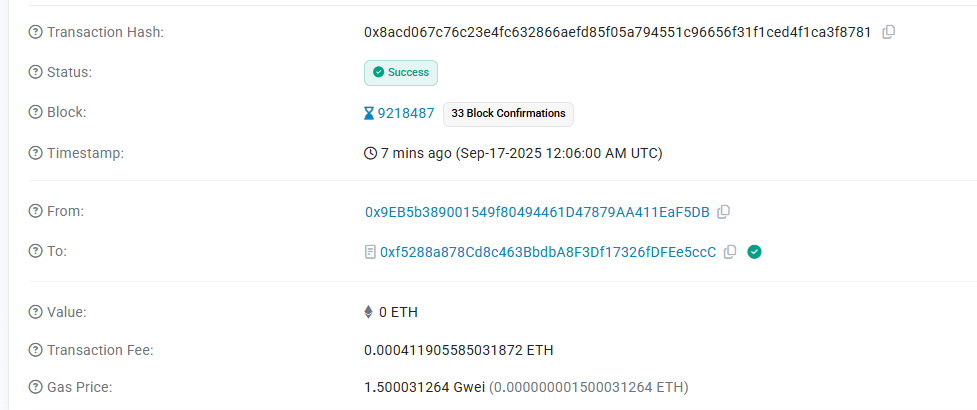 Transaction Hash: 0x8acd067c76c23e4fc632866aefd85f05a794551c96656f31f1ced4f1ca3f8781
Status: Success
Block: 9218487 33 Block Confirmations
Timestamp: 7 mins ago (Sep-17-2025 12:06:00 AM UTC)
From: 0x9EB5b389001549f80494461D47879AA411EaF5DB
To: 0xf5288a878Cd8c463BbdbA8F3Df17326fDFEe5ccC
Value: 0 ETH
Transaction Fee: 0.000411905585031872 ETH
Gas Price: 1.500031264 Gwei (0.000000001500031264 ETH)